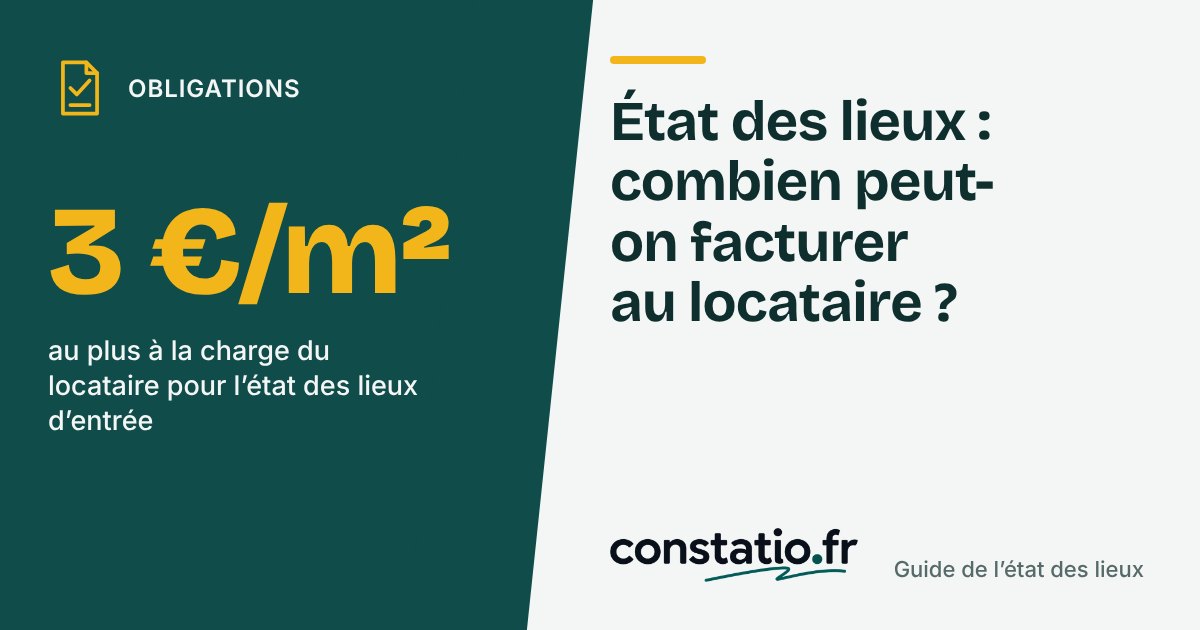 OBLIGATIONS
3 €/m²
au plus à la charge du
locataire pour l’état des lieux
d’entrée
État des lieux :
combien peut-
on facturer
au locataire ?
constatio.fr
Guide de l’état des lieux